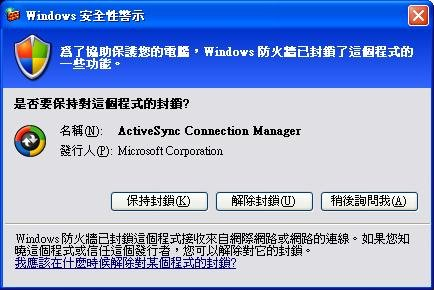 Windows 安全性警示
為了協助保護您的電腦，Windows 防火牆已封鎖了這個程式的
一些功能。
是否要保持對這個程式的封鎖?
名稱(N): ActiveSync Connection Manager
發行人(P): Microsoft Corporation
保持封鎖(K) 解除封鎖(U) 稍後詢問我(A)
Windows 防火牆已封鎖這個程式接收來自網際網路或網路的連線。如果您知
曉這個程式或信任這個發行者，您可以解除對它的封鎖。
我應該在什麼時候解除對某個程式的封鎖?